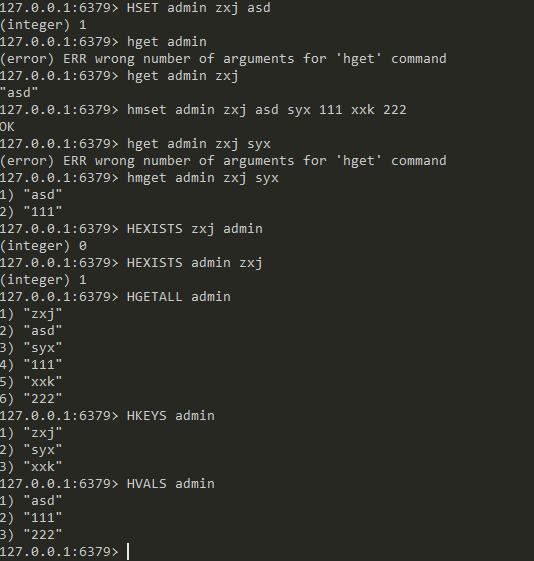 127.0.0.1:6379> HSET admin zxj asd
(integer) 1
127.0.0.1:6379> hget admin
(error) ERR wrong number of arguments for 'hget' command
127.0.0.1:6379> hget admin zxj
"asd"
127.0.0.1:6379> hmset admin zxj asd syx 111 xxk 222
OK
127.0.0.1:6379> hget admin zxj syx
(error) ERR wrong number of arguments for 'hget' command
127.0.0.1:6379> hmget admin zxj syx
1) "asd"
2) "111"
127.0.0.1:6379> HEXISTS zxj admin
(integer) 0
127.0.0.1:6379> HEXISTS admin zxj
(integer) 1
127.0.0.1:6379> HGETALL admin
1) "zxj"
2) "asd"
3) "syx"
4) "111"
5) "xxk"
6) "222"
127.0.0.1:6379> HKEYS admin
1) "zxj"
2) "syx"
3) "xxk"
127.0.0.1:6379> HVALS admin
1) "asd"
2) "111"
3) "222"
127.0.0.1:6379>